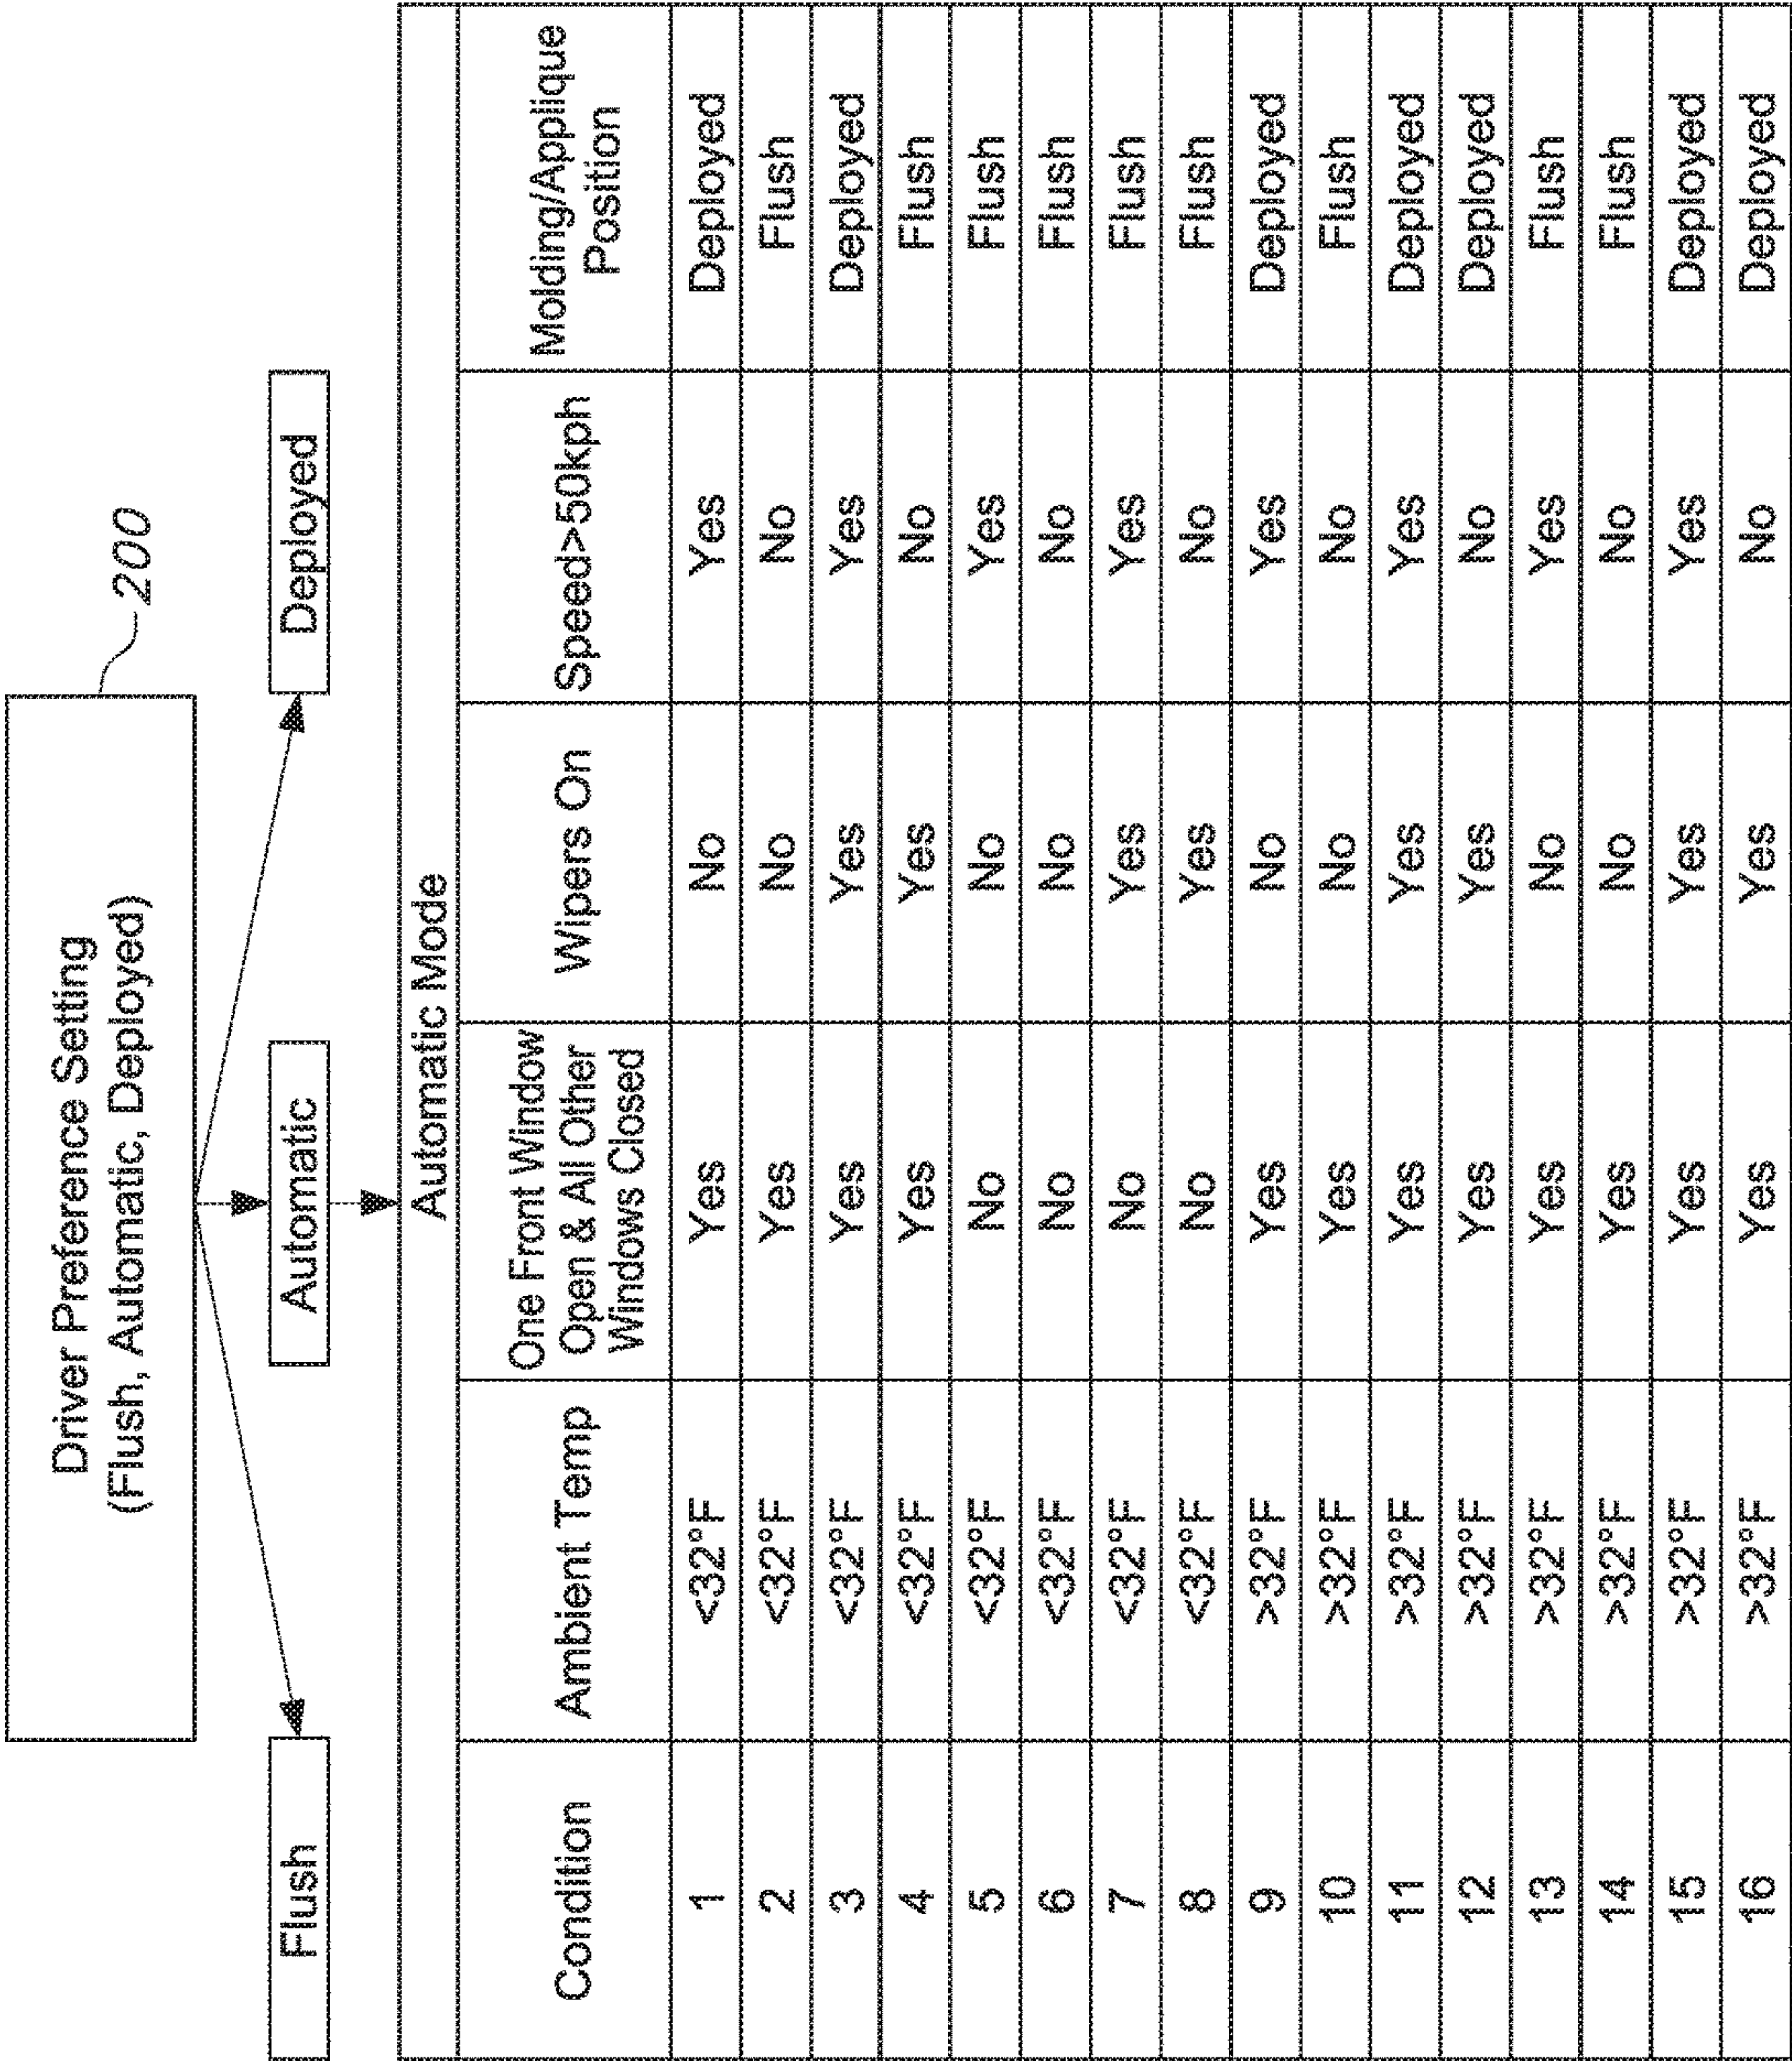 Driver Preference Setting
(Flush, Automatic, Deployed)
200
Flush
Automatic
Deployed
Automatic Mode
Condition
Ambient Temp
One Front Window
Open & All Other
Windows Closed
Wipers On
Speed>50kph
Molding/Applique
Position
1 <32°F Yes No Yes Deployed
2 <32°F Yes No No Flush
3 <32°F Yes Yes Yes Deployed
4 <32°F Yes Yes No Flush
5 <32°F No No Yes Flush
6 <32°F No No No Flush
7 <32°F No Yes Yes Flush
8 <32°F No Yes No Flush
9 >32°F Yes No Yes Deployed
10 >32°F Yes No No Flush
11 >32°F Yes Yes Yes Deployed
12 >32°F Yes Yes No Deployed
13 >32°F Yes No Yes Flush
14 >32°F Yes No No Flush
15 >32°F Yes Yes Yes Deployed
16 >32°F Yes Yes No Deployed